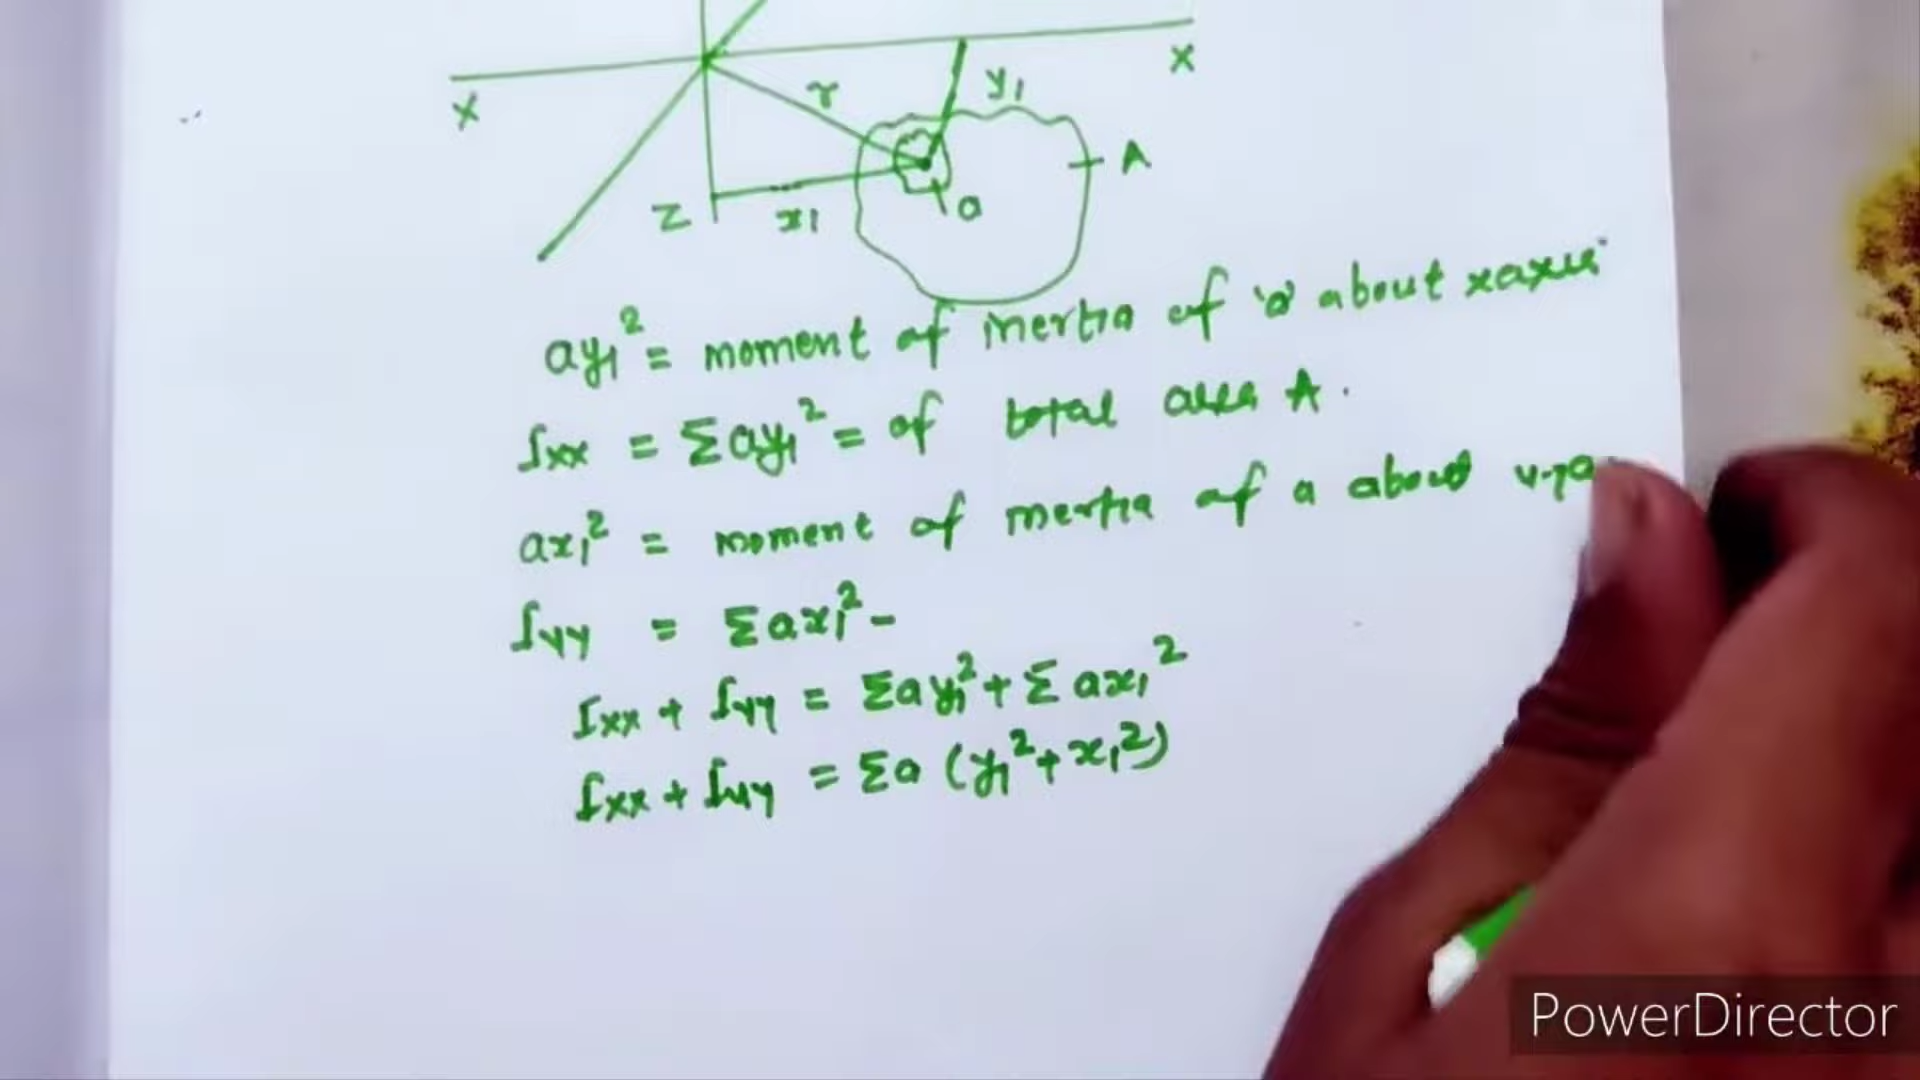 X
X
r
y1
A
a
Z
x1
ay1² = moment of inertia of 'a' about xaxis
Ixx = Σay1² = of total area A.
ax1² = moment of inertia of a about
Iyy = Σax1² -
Ixx + Iyy = Σay1² + Σax1²
Ixx + Iyy = Σa (y1² + x1²)
PowerDirector